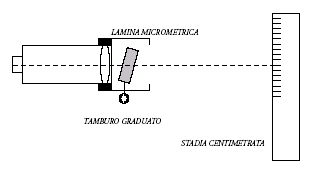 LAMINA MICROMETRICA
TAMBURO GRADUATO
STADIA CENTIMETRATA